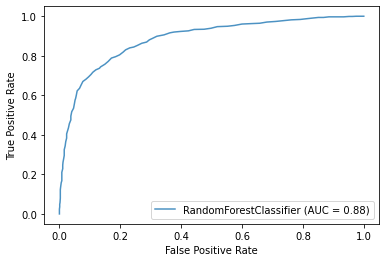 1.0
0.8
0.6
0.4
0.2
0.0
True Positive Rate
RandomForestClassifier (AUC = 0.88)
0.0 0.2 0.4 0.6 0.8 1.0
False Positive Rate